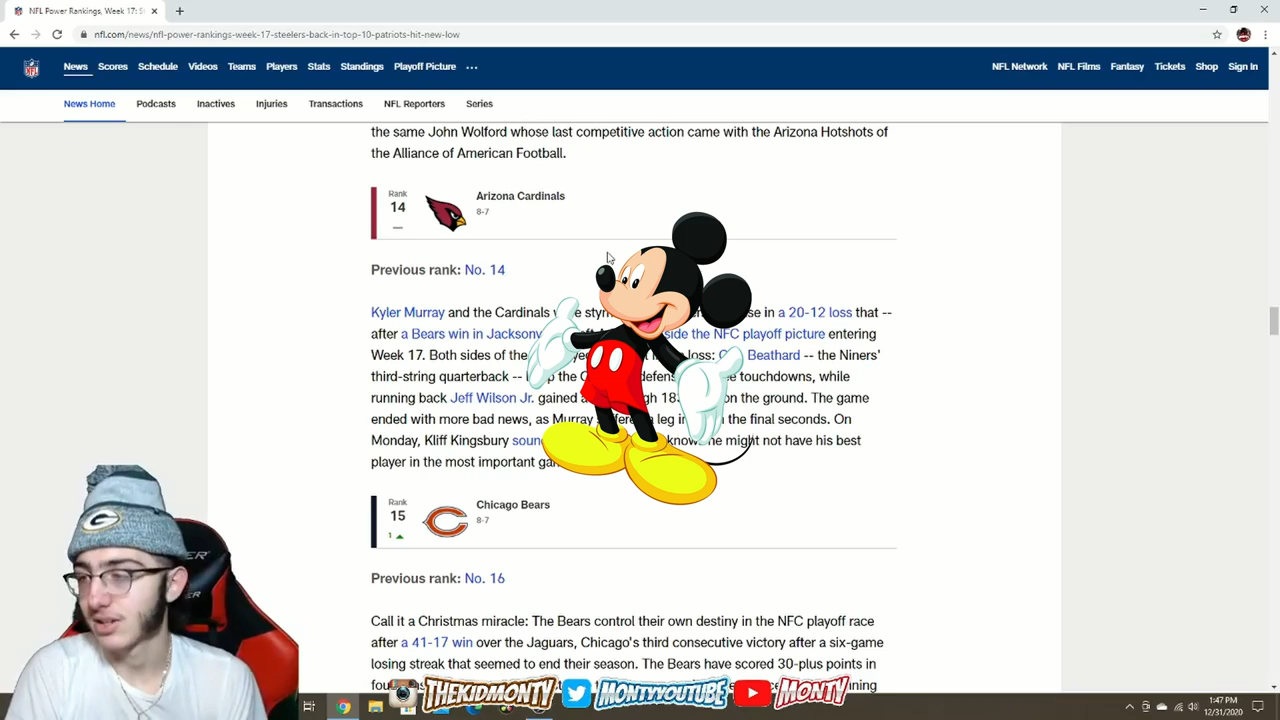 NFL Power Rankings, Week 17: S
nfl.com/news/nfl-power-rankings-week-17-steelers-back-in-top-10-patriots-hit-new-low
NFL
News Scores Schedule Videos Teams Players Stats Standings Playoff Picture ...
NFL Network NFL Films Fantasy Tickets Shop Sign In
News Home Podcasts Inactives Injuries Transactions NFL Reporters Series
the same John Wolford whose last competitive action came with the Arizona Hotshots of
the Alliance of American Football.
Rank
14
Arizona Cardinals
8-7
Previous rank: No. 14
Kyler Murray and the Cardinals in a 20-12 loss that --
after a Bears win in the NFC playoff picture entering
Week 17. Both sides of the loss: Beathard -- the Niners'
third-string quarterback -- the touchdowns, while
running back Jeff Wilson Jr. gained on the ground. The game
ended with more bad news, as Murray leg in the final seconds. On
Monday, Kliff Kingsbury know he might not have his best
player in the most important
Rank
15
1
Chicago Bears
8-7
Previous rank: No. 16
Call it a Christmas miracle: The Bears control their own destiny in the NFC playoff race
after a 41-17 win over the Jaguars, Chicago's third consecutive victory after a six-game
losing streak that seemed to end their season. The Bears have scored 30-plus points in
G
THEKIDMONTY MONTYYOUTUBE MONTY
1:47 PM
12/31/2020